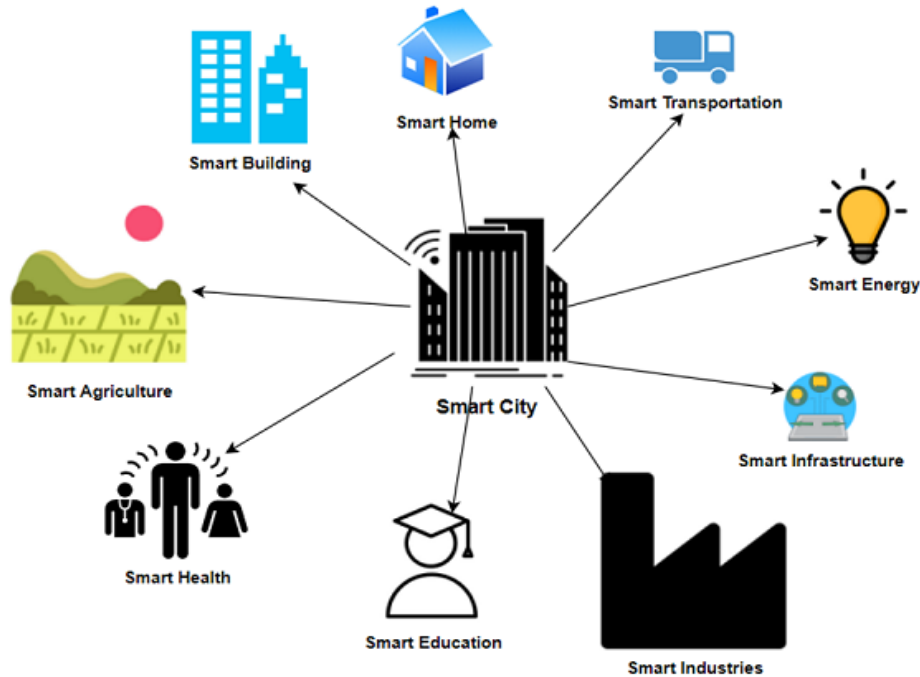 Smart Home
Smart Transportation
Smart Building
Smart Energy
Smart Agriculture
Smart City
Smart Infrastructure
Smart Health
Smart Education
Smart Industries